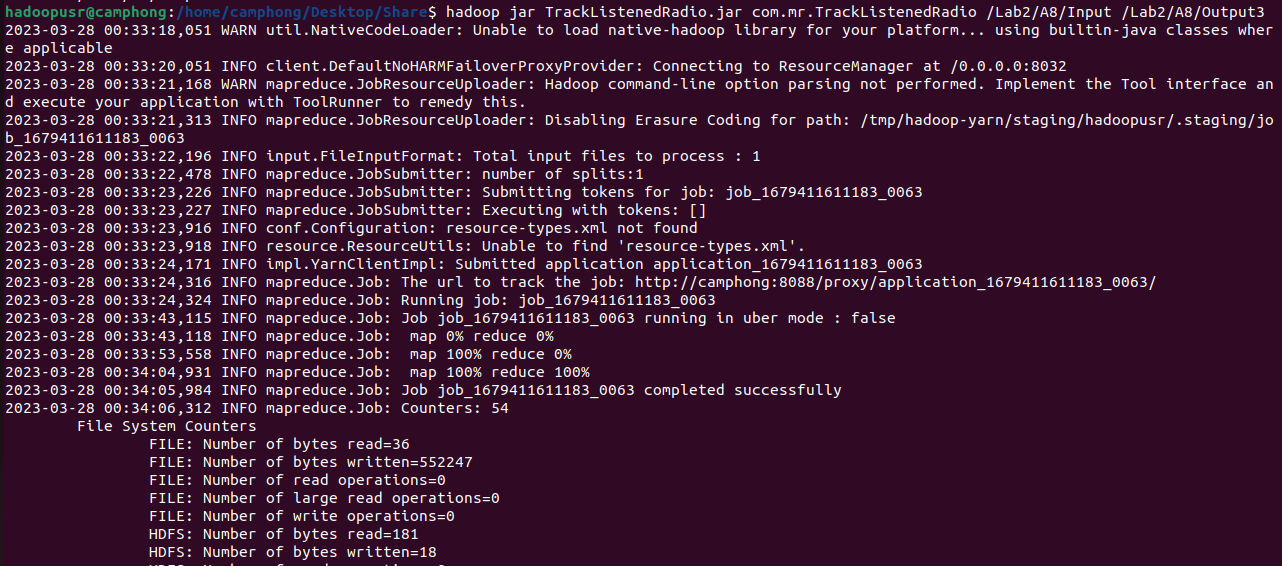 hadoopusr@camphong:/home/camphong/Desktop/Share$ hadoop jar TrackListenedRadio.jar com.mr.TrackListenedRadio /Lab2/A8/Input /Lab2/A8/Output3
2023-03-28 00:33:18,051 WARN util.NativeCodeLoader: Unable to load native-hadoop library for your platform... using builtin-java classes wher
e applicable
2023-03-28 00:33:20,051 INFO client.DefaultNoHARMFailoverProxyProvider: Connecting to ResourceManager at /0.0.0.0:8032
2023-03-28 00:33:21,168 WARN mapreduce.JobResourceUploader: Hadoop command-line option parsing not performed. Implement the Tool interface an
d execute your application with ToolRunner to remedy this.
2023-03-28 00:33:21,313 INFO mapreduce.JobResourceUploader: Disabling Erasure Coding for path: /tmp/hadoop-yarn/staging/hadoopusr/.staging/jo
b_1679411611183_0063
2023-03-28 00:33:22,196 INFO input.FileInputFormat: Total input files to process : 1
2023-03-28 00:33:22,478 INFO mapreduce.JobSubmitter: number of splits:1
2023-03-28 00:33:23,226 INFO mapreduce.JobSubmitter: Submitting tokens for job: job_1679411611183_0063
2023-03-28 00:33:23,227 INFO mapreduce.JobSubmitter: Executing with tokens: []
2023-03-28 00:33:23,916 INFO conf.Configuration: resource-types.xml not found
2023-03-28 00:33:23,918 INFO resource.ResourceUtils: Unable to find 'resource-types.xml'.
2023-03-28 00:33:24,171 INFO impl.YarnClientImpl: Submitted application application_1679411611183_0063
2023-03-28 00:33:24,316 INFO mapreduce.Job: The url to track the job: http://camphong:8088/proxy/application_1679411611183_0063/
2023-03-28 00:33:24,324 INFO mapreduce.Job: Running job: job_1679411611183_0063
2023-03-28 00:33:43,115 INFO mapreduce.Job: Job job_1679411611183_0063 running in uber mode : false
2023-03-28 00:33:43,118 INFO mapreduce.Job:  map 0% reduce 0%
2023-03-28 00:33:53,558 INFO mapreduce.Job:  map 100% reduce 0%
2023-03-28 00:34:04,931 INFO mapreduce.Job:  map 100% reduce 100%
2023-03-28 00:34:05,984 INFO mapreduce.Job: Job job_1679411611183_0063 completed successfully
2023-03-28 00:34:06,312 INFO mapreduce.Job: Counters: 54
File System Counters
FILE: Number of bytes read=36
FILE: Number of bytes written=552247
FILE: Number of read operations=0
FILE: Number of large read operations=0
FILE: Number of write operations=0
HDFS: Number of bytes read=181
HDFS: Number of bytes written=18